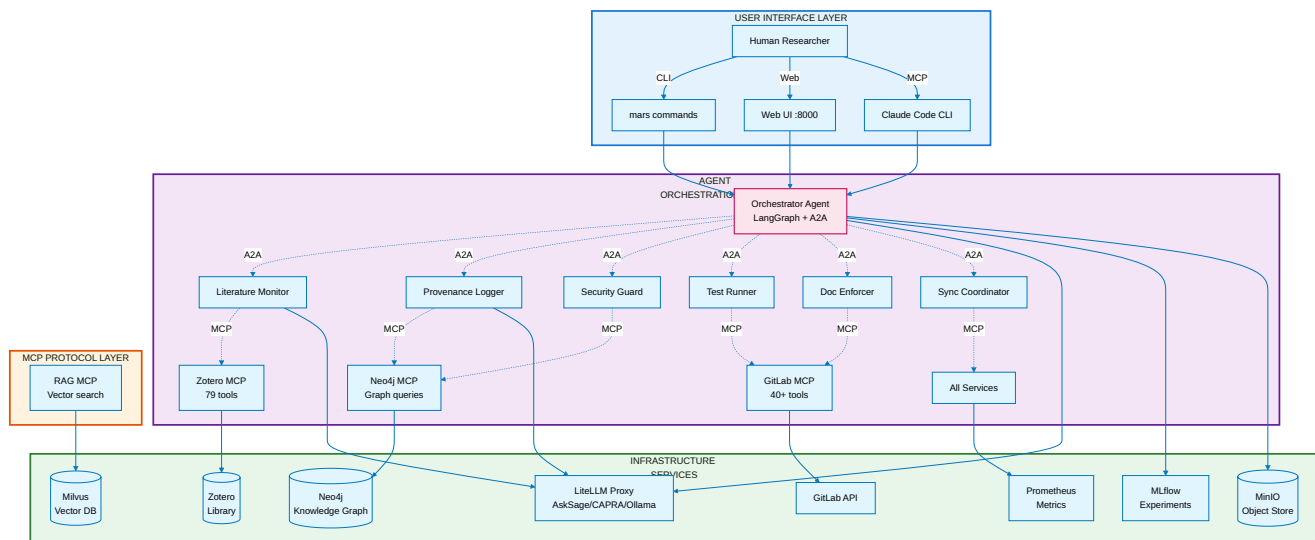 USER INTERFACE LAYER
Human Researcher
CLI
Web
MCP
mars commands
Web UI :8000
Claude Code CLI
AGENT
ORCHESTRATIO
Orchestrator Agent
LangGraph + A2A
A2A
A2A
A2A
A2A
A2A
A2A
Literature Monitor
Provenance Logger
Security Guard
Test Runner
Doc Enforcer
Sync Coordinator
MCP
MCP
MCP
MCP
MCP
MCP
MCP PROTOCOL LAYER
RAG MCP
Vector search
Zotero MCP
79 tools
Neo4j MCP
Graph queries
GitLab MCP
40+ tools
All Services
INFRASTRUCTURE
SERVICES
Milvus
Vector DB
Zotero
Library
Neo4j
Knowledge Graph
LiteLLM Proxy
AskSage/CAPRA/Ollama
GitLab API
Prometheus
Metrics
MLflow
Experiments
MinIO
Object Store